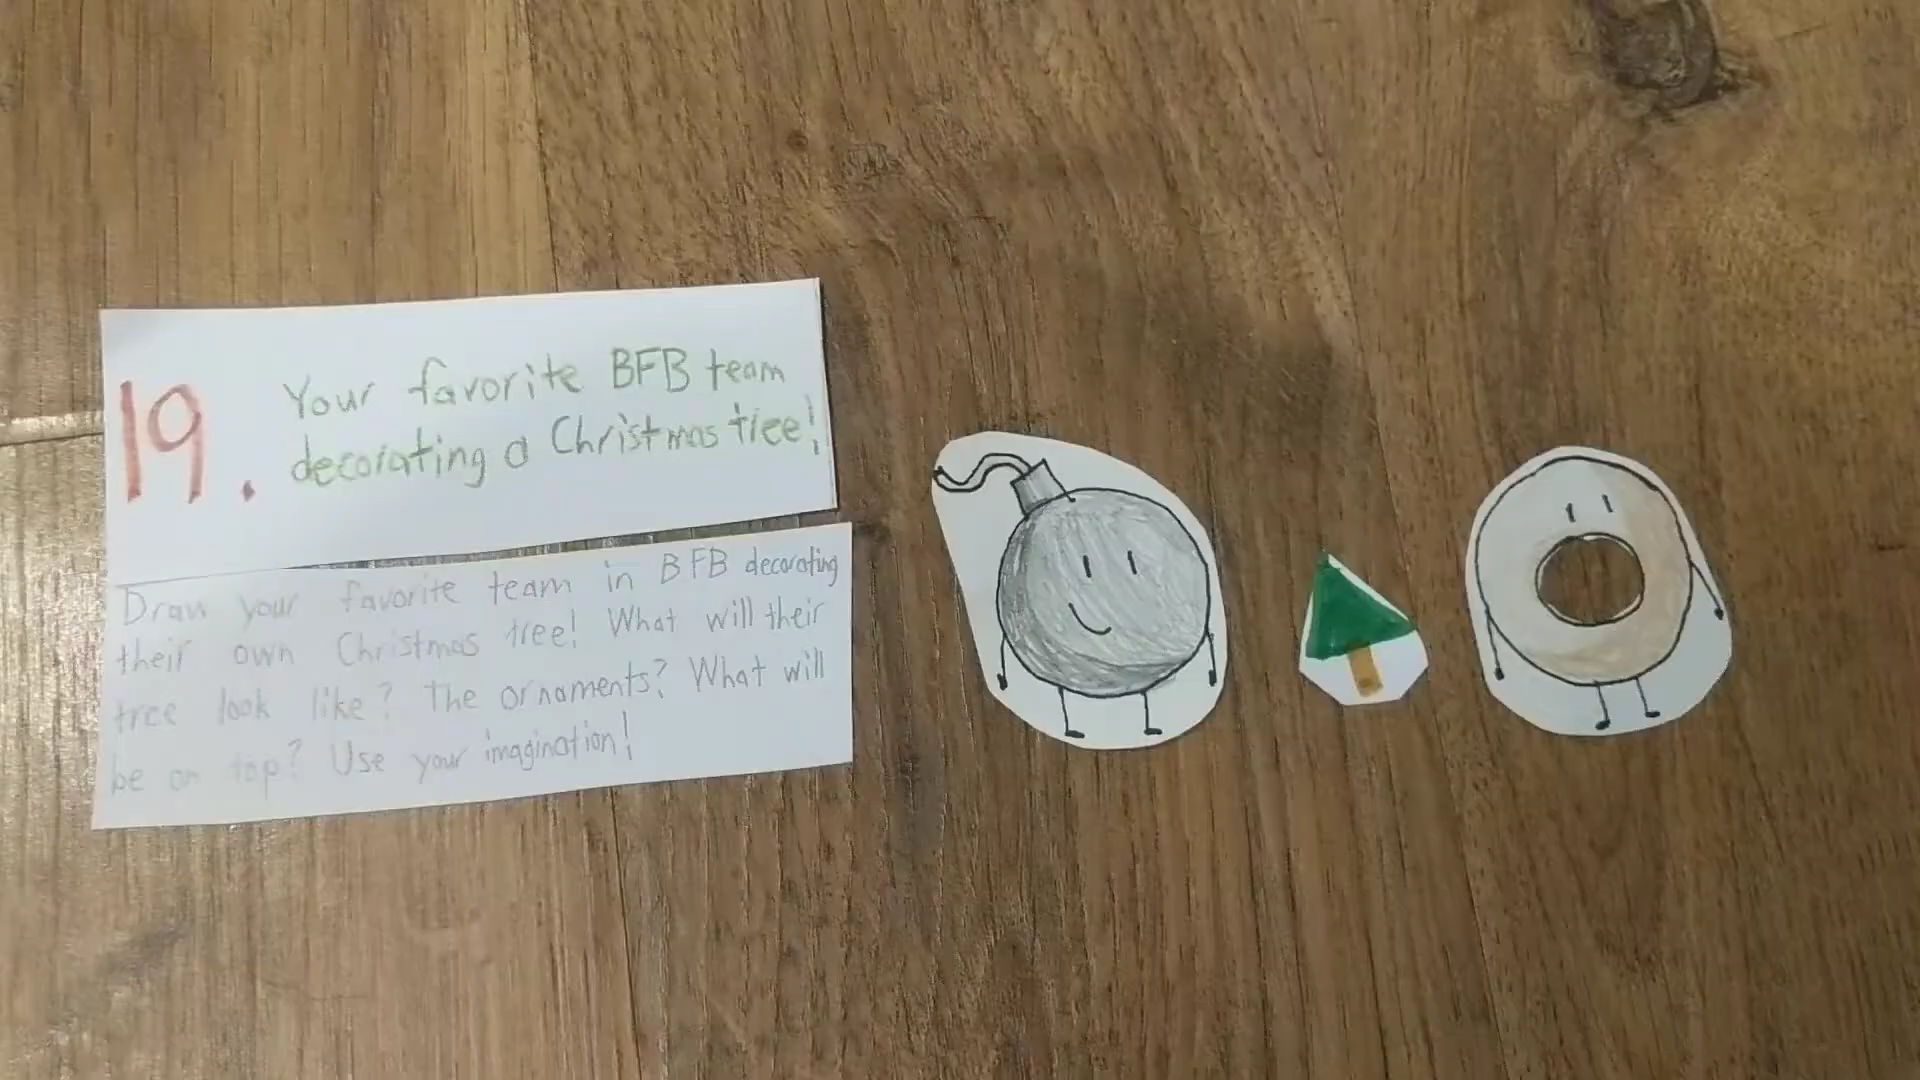 19. Your favorite BFB team
decorating a Christmas tree!
Draw your favorite team in BFB decorating
their own Christmas tree! What will their
tree look like? The ornaments? What will
be on top? Use your imagination!